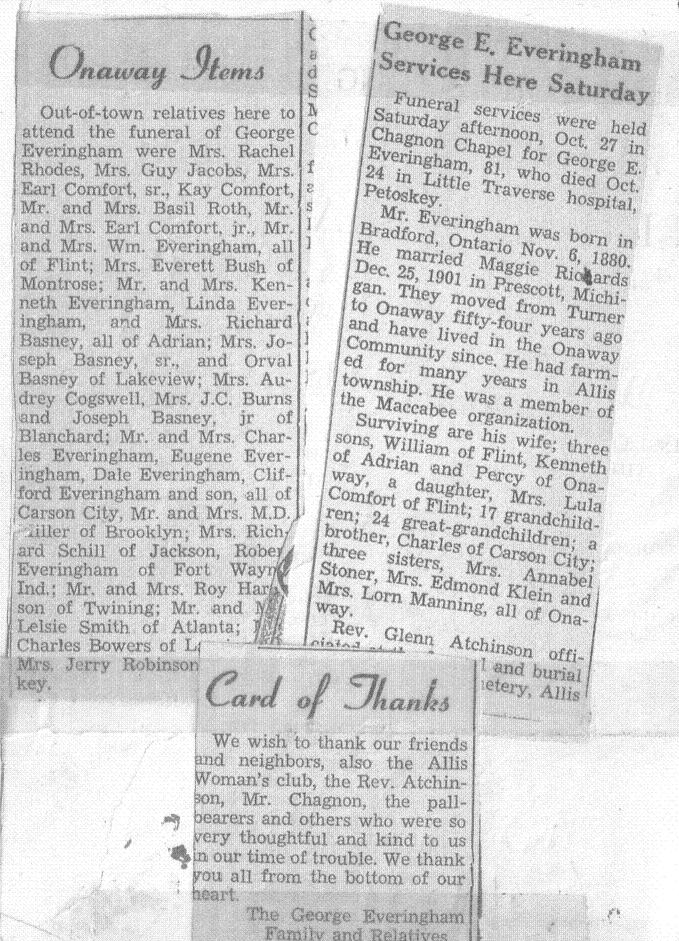 Onaway Items
Out-of-town relatives here to
attend the funeral of George
Everingham were Mrs. Rachel
Rhodes, Mrs. Guy Jacobs, Mrs.
Earl Comfort, sr., Kay Comfort,
Mr. and Mrs. Basil Roth, Mr.
and Mrs. Earl Comfort, jr., Mr.
and Mrs. Wm. Everingham, all
of Flint; Mrs. Everett Bush of
Montrose; Mr. and Mrs. Ken-
neth Everingham, Linda Ever-
ingham, and Mrs. Richard
Basney, all of Adrian; Mrs. Jo-
seph Basney, sr., and Orval
Basney of Lakeview; Mrs. Au-
drey Cogswell, Mrs. J.C. Burns
and Joseph Basney, jr of
Blanchard; Mr. and Mrs. Char-
les Everingham, Eugene Ever-
ingham, Dale Everingham, Clif-
ford Everingham and son, all of
Carson City, Mr. and Mrs. M.D.
Miller of Brooklyn; Mrs. Rich-
ard Schill of Jackson, Rober
Everingham of Fort Wayn
Ind.; Mr. and Mrs. Roy Har
son of Twining; Mr. and M
Lelsie Smith of Atlanta;
Charles Bowers of
Mrs. Jerry Robinson
key.
George E. Everingham
Services Here Saturday
Funeral services were held
Saturday afternoon, Oct. 27 in
Chagnon Chapel for George E.
Everingham, 81, who died Oct.
24 in Little Traverse hospital,
Petoskey.
Mr. Everingham was born in
Bradford, Ontario Nov. 6, 1880.
He married Maggie Richards
Dec. 25, 1901 in Prescott, Michi-
gan. They moved from Turner
to Onaway fifty-four years ago
and have lived in the Onaway
Community since. He had farm-
ed for many years in Allis
township. He was a member of
the Maccabee organization.
Surviving are his wife; three
sons, William of Flint, Kenneth
of Adrian and Percy of Ona-
way, a daughter, Mrs. Lula
Comfort of Flint; 17 grandchild-
ren; 24 great-grandchildren; a
brother, Charles of Carson City;
three sisters, Mrs. Annabel
Stoner, Mrs. Edmond Klein and
Mrs. Lorn Manning, all of Ona-
way.
Rev. Glenn Atchinson offi-
ciated at the l and burial
etery, Allis
Card of Thanks
We wish to thank our friends
and neighbors, also the Allis
Woman's club, the Rev. Atchin-
son, Mr. Chagnon, the pall-
bearers and others who were so
very thoughtful and kind to us
in our time of trouble. We thank
you all from the bottom of our
heart.
The George Everingham
Family and Relatives